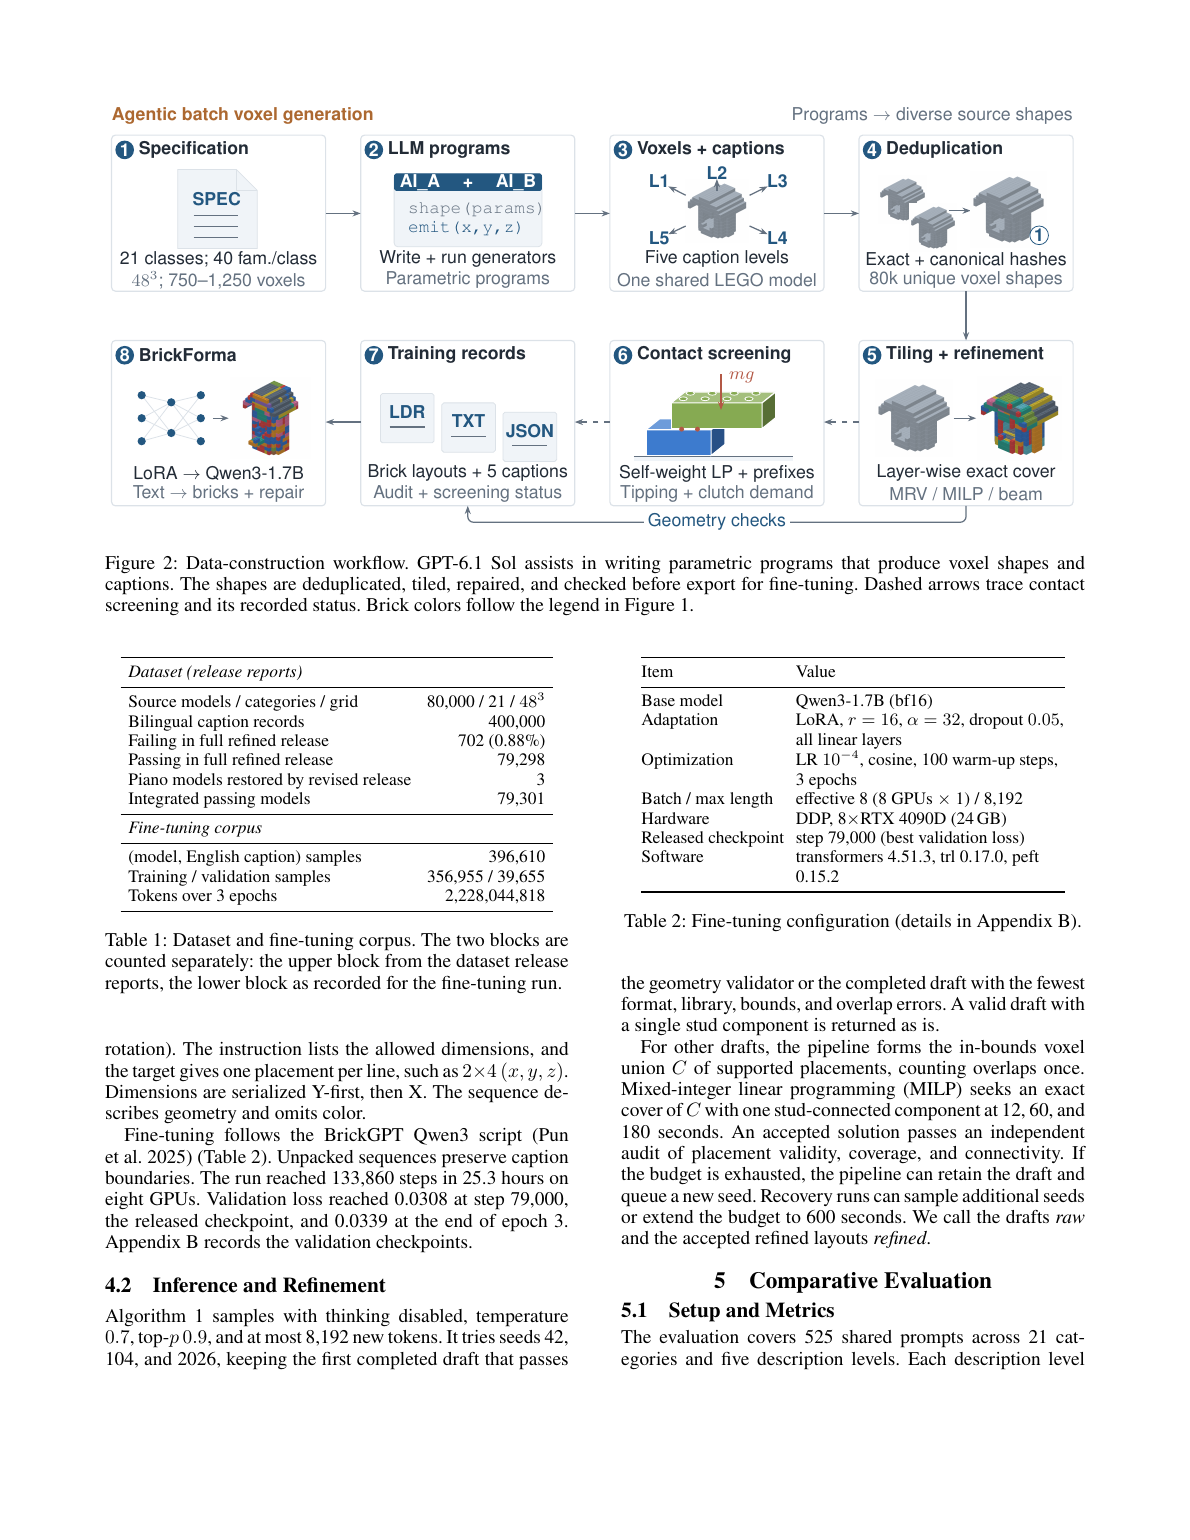 Agentic batch voxel generation
Programs → diverse source shapes
1 Specification
SPEC
21 classes; 40 fam./class
48³; 750–1,250 voxels
2 LLM programs
AI_A + AI_B
shape(params)
emit(x,y,z)
Write + run generators
Parametric programs
3 Voxels + captions
L1 L2 L3
L5 L4
Five caption levels
One shared LEGO model
4 Deduplication
1
Exact + canonical hashes
80k unique voxel shapes
8 BrickForma
LoRA → Qwen3-1.7B
Text → bricks + repair
7 Training records
LDR TXT JSON
Brick layouts + 5 captions
Audit + screening status
6 Contact screening
mg
Self-weight LP + prefixes
Tipping + clutch demand
5 Tiling + refinement
Layer-wise exact cover
MRV / MILP / beam
Geometry checks
Figure 2: Data-construction workflow. GPT-6.1 Sol assists in writing parametric programs that produce voxel shapes and
captions. The shapes are deduplicated, tiled, repaired, and checked before export for fine-tuning. Dashed arrows trace contact
screening and its recorded status. Brick colors follow the legend in Figure 1.
Dataset (release reports)
Source models / categories / grid 80,000 / 21 / 48³
Bilingual caption records 400,000
Failing in full refined release 702 (0.88%)
Passing in full refined release 79,298
Piano models restored by revised release 3
Integrated passing models 79,301
Fine-tuning corpus
(model, English caption) samples 396,610
Training / validation samples 356,955 / 39,655
Tokens over 3 epochs 2,228,044,818
Table 1: Dataset and fine-tuning corpus. The two blocks are
counted separately: the upper block from the dataset release
reports, the lower block as recorded for the fine-tuning run.
rotation). The instruction lists the allowed dimensions, and
the target gives one placement per line, such as 2×4 (x, y, z).
Dimensions are serialized Y-first, then X. The sequence de-
scribes geometry and omits color.
Fine-tuning follows the BrickGPT Qwen3 script (Pun
et al. 2025) (Table 2). Unpacked sequences preserve caption
boundaries. The run reached 133,860 steps in 25.3 hours on
eight GPUs. Validation loss reached 0.0308 at step 79,000,
the released checkpoint, and 0.0339 at the end of epoch 3.
Appendix B records the validation checkpoints.
4.2 Inference and Refinement
Algorithm 1 samples with thinking disabled, temperature
0.7, top-p 0.9, and at most 8,192 new tokens. It tries seeds 42,
104, and 2026, keeping the first completed draft that passes
Item Value
Base model Qwen3-1.7B (bf16)
Adaptation LoRA, r = 16, α = 32, dropout 0.05,
all linear layers
Optimization LR 10⁻⁴, cosine, 100 warm-up steps,
3 epochs
Batch / max length effective 8 (8 GPUs × 1) / 8,192
Hardware DDP, 8×RTX 4090D (24 GB)
Released checkpoint step 79,000 (best validation loss)
Software transformers 4.51.3, trl 0.17.0, peft
0.15.2
Table 2: Fine-tuning configuration (details in Appendix B).
the geometry validator or the completed draft with the fewest
format, library, bounds, and overlap errors. A valid draft with
a single stud component is returned as is.
For other drafts, the pipeline forms the in-bounds voxel
union C of supported placements, counting overlaps once.
Mixed-integer linear programming (MILP) seeks an exact
cover of C with one stud-connected component at 12, 60, and
180 seconds. An accepted solution passes an independent
audit of placement validity, coverage, and connectivity. If
the budget is exhausted, the pipeline can retain the draft and
queue a new seed. Recovery runs can sample additional seeds
or extend the budget to 600 seconds. We call the drafts raw
and the accepted refined layouts refined.
5 Comparative Evaluation
5.1 Setup and Metrics
The evaluation covers 525 shared prompts across 21 cat-
egories and five description levels. Each description level